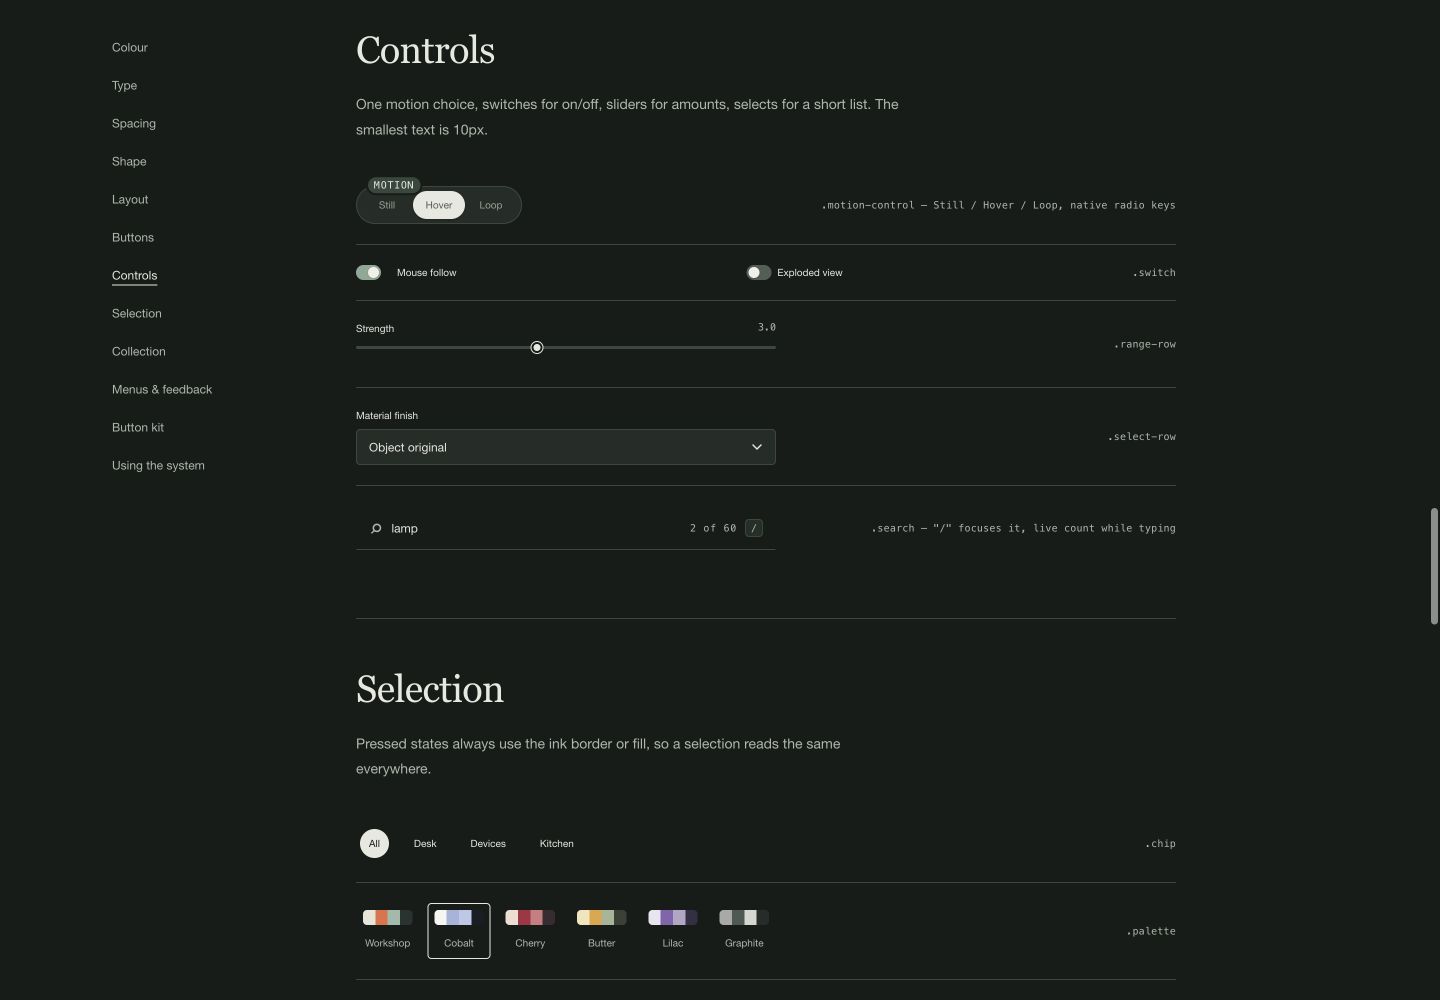 Colour
Type
Spacing
Shape
Layout
Buttons
Controls
Selection
Collection
Menus & feedback
Button kit
Using the system
Controls
One motion choice, switches for on/off, sliders for amounts, selects for a short list. The
smallest text is 10px.
MOTION
Still Hover Loop
.motion-control — Still / Hover / Loop, native radio keys
Mouse follow
Exploded view
.switch
Strength
3.0
.range-row
Material finish
Object original
.select-row
lamp
2 of 60 /
.search — "/" focuses it, live count while typing
Selection
Pressed states always use the ink border or fill, so a selection reads the same
everywhere.
All Desk Devices Kitchen
.chip
Workshop Cobalt Cherry Butter Lilac Graphite
.palette